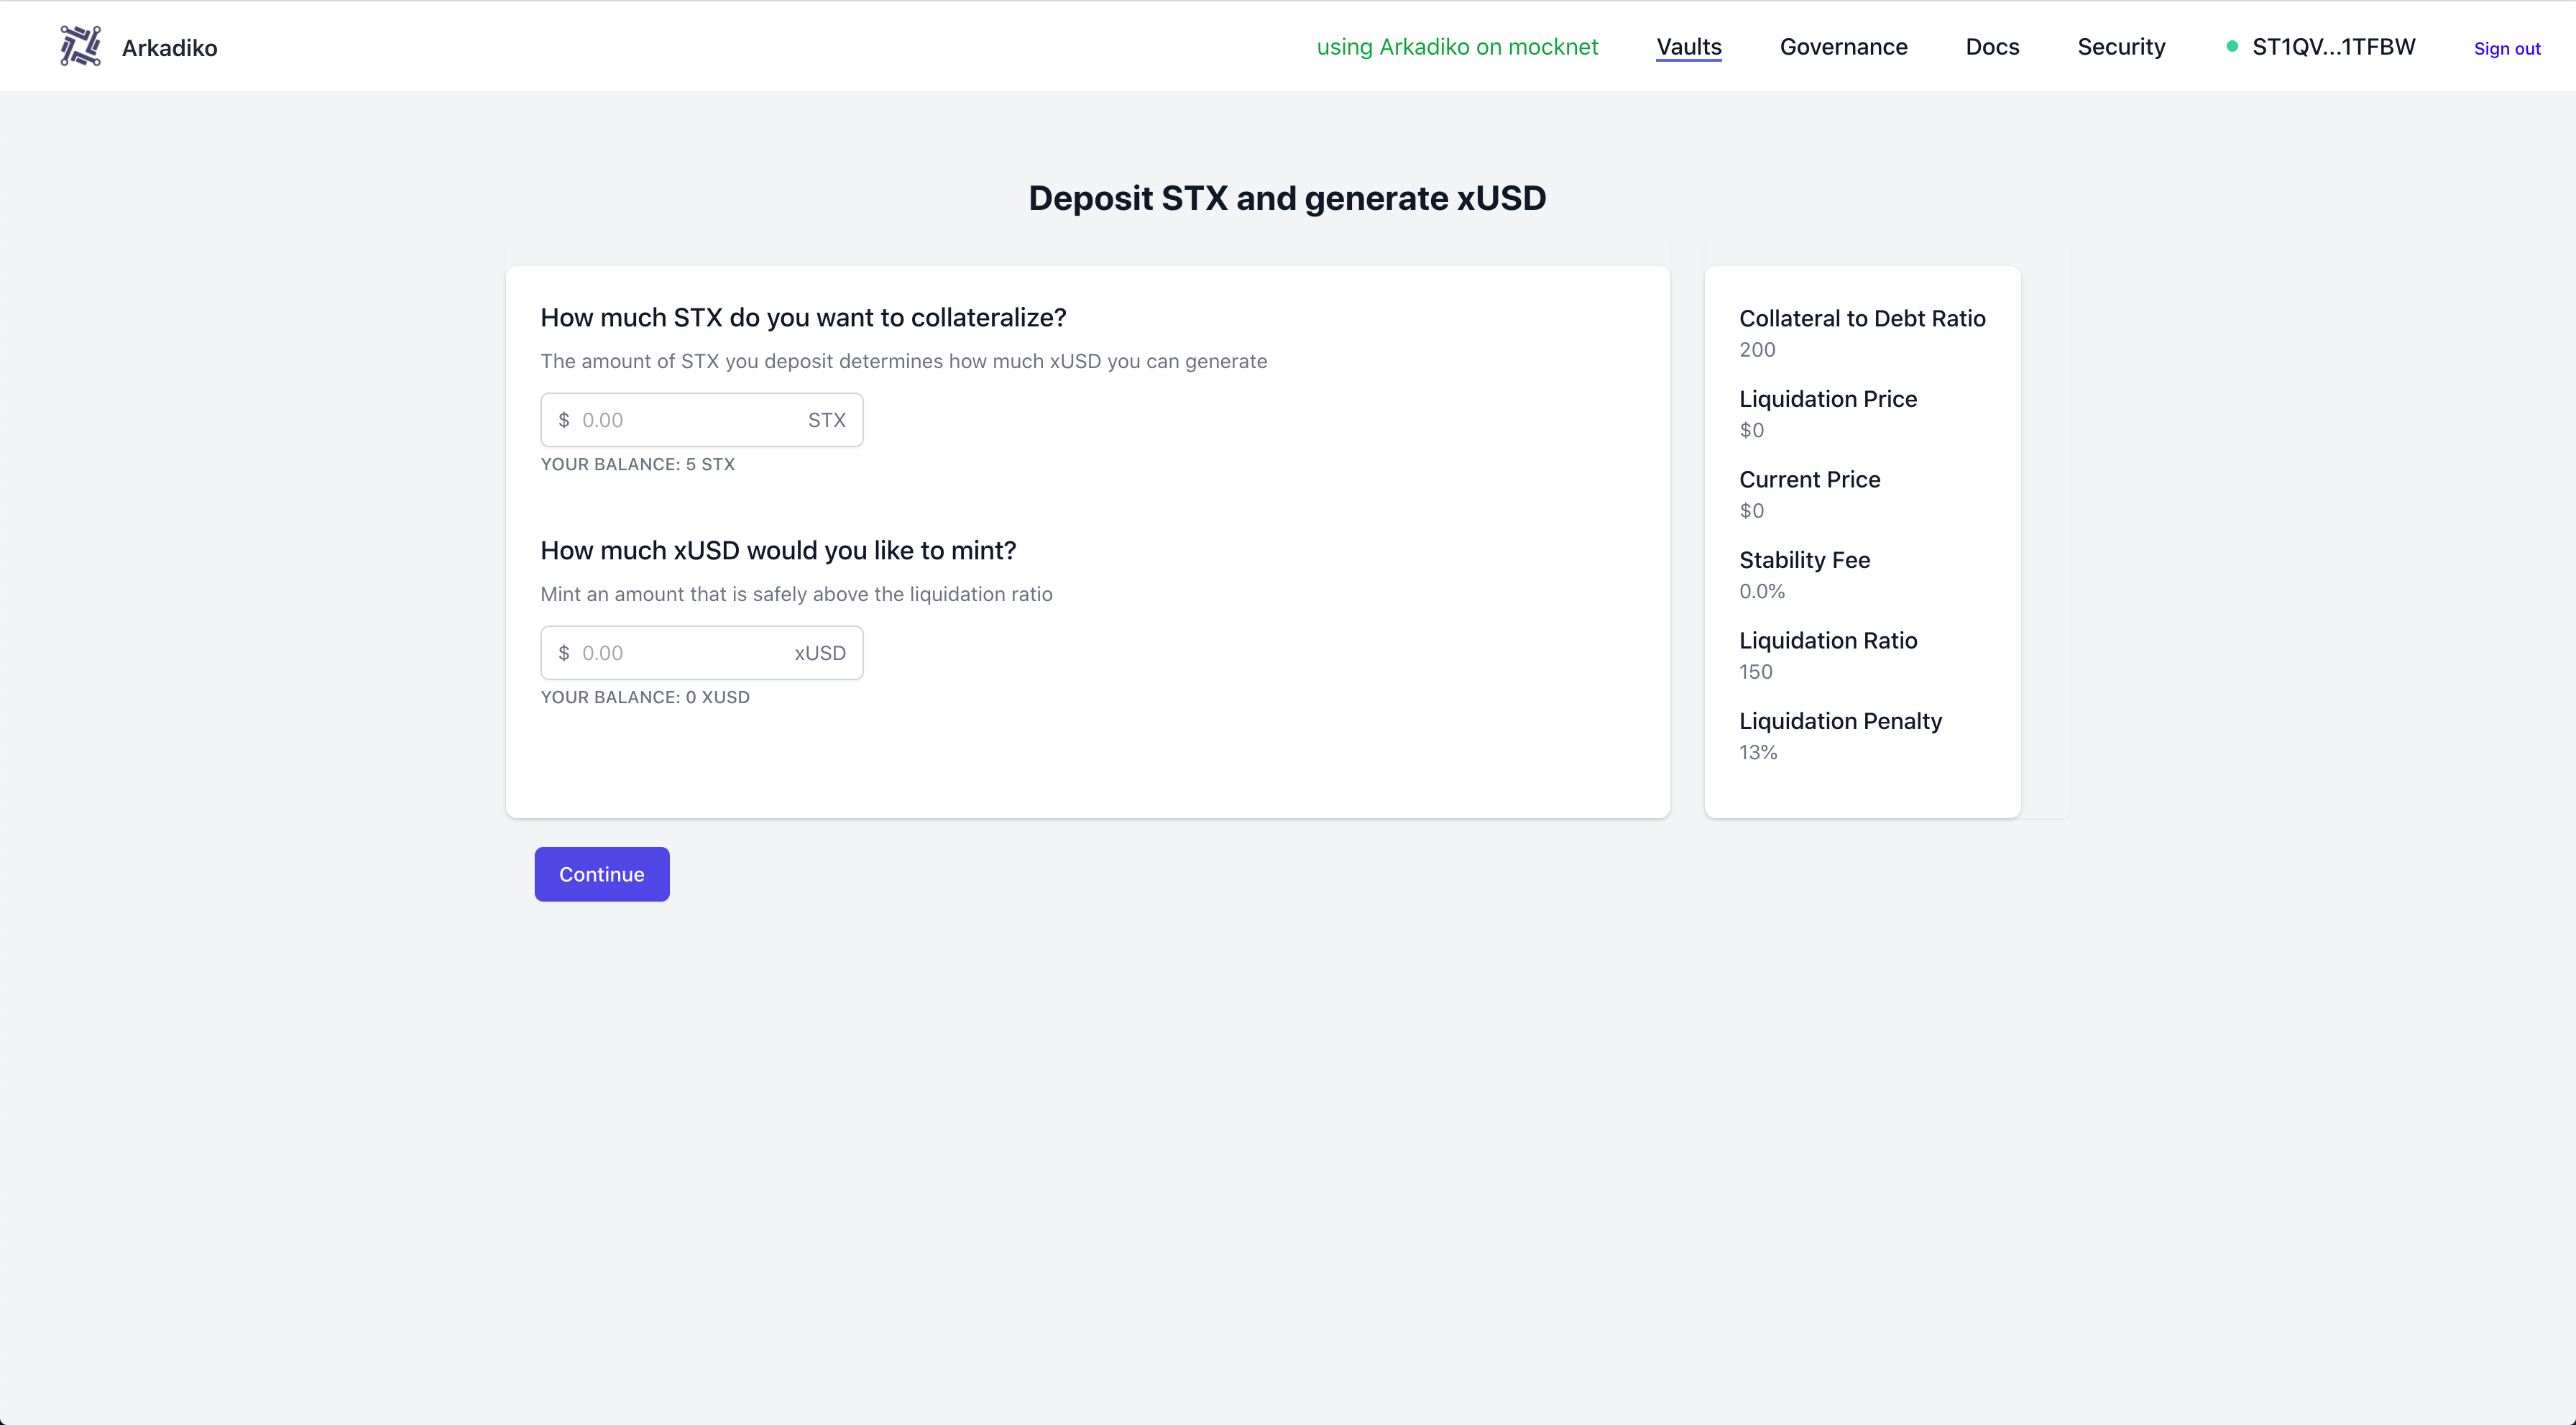 Arkadiko
using Arkadiko on mocknet
Vaults
Governance
Docs
Security
ST1QV...1TFBW
Sign out
Deposit STX and generate xUSD
How much STX do you want to collateralize?
The amount of STX you deposit determines how much xUSD you can generate
$ 0.00 STX
YOUR BALANCE: 5 STX
How much xUSD would you like to mint?
Mint an amount that is safely above the liquidation ratio
$ 0.00 xUSD
YOUR BALANCE: 0 XUSD
Collateral to Debt Ratio
200
Liquidation Price
$0
Current Price
$0
Stability Fee
0.0%
Liquidation Ratio
150
Liquidation Penalty
13%
Continue